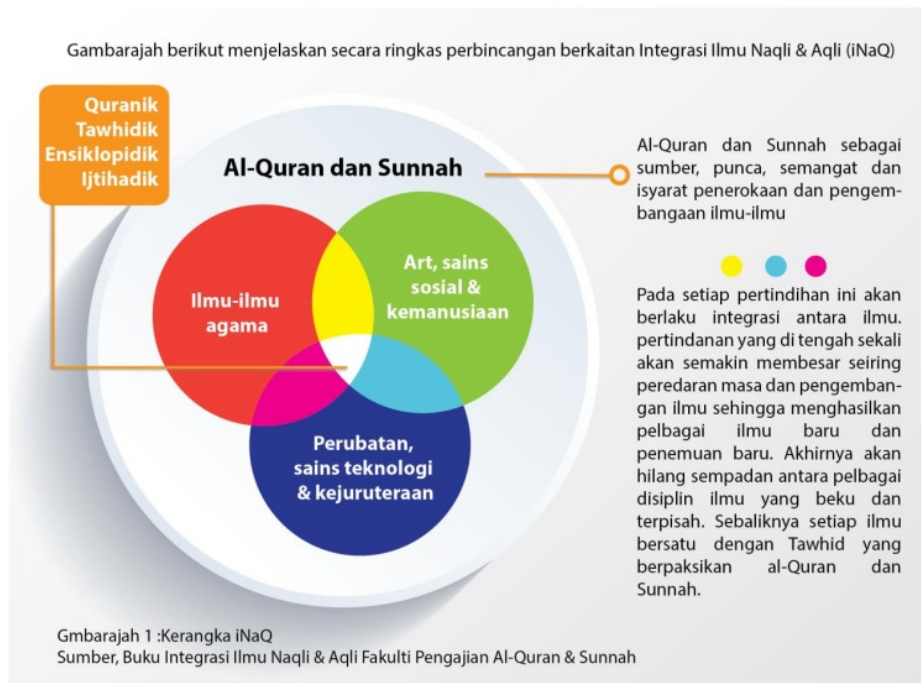 Gambarajah berikut menjelaskan secara ringkas perbincangan berkaitan Integrasi Ilmu Naqli & Aqli (iNaQ)
Quranik
Tawhidik
Ensiklopidik
Ijtihadik
Al-Quran dan Sunnah
Ilmu-ilmu
agama
Art, sains
sosial &
kemanusiaan
Perubatan,
sains teknologi
& kejuruteraan
Al-Quran dan Sunnah sebagai
sumber, punca, semangat dan
isyarat penerokaan dan pengem-
bangaan ilmu-ilmu
Pada setiap pertindihan ini akan
berlaku integrasi antara ilmu.
pertindanan yang di tengah sekali
akan semakin membesar seiring
peredaran masa dan pengemban-
gan ilmu sehingga menghasilkan
pelbagai ilmu baru dan
penemuan baru. Akhirnya akan
hilang sempadan antara pelbagai
disiplin ilmu yang beku dan
terpisah. Sebaliknya setiap ilmu
bersatu dengan Tawhid yang
berpaksikan al-Quran dan
Sunnah.
Gmbarajah 1 :Kerangka iNaQ
Sumber, Buku Integrasi Ilmu Naqli & Aqli Fakulti Pengajian Al-Quran & Sunnah